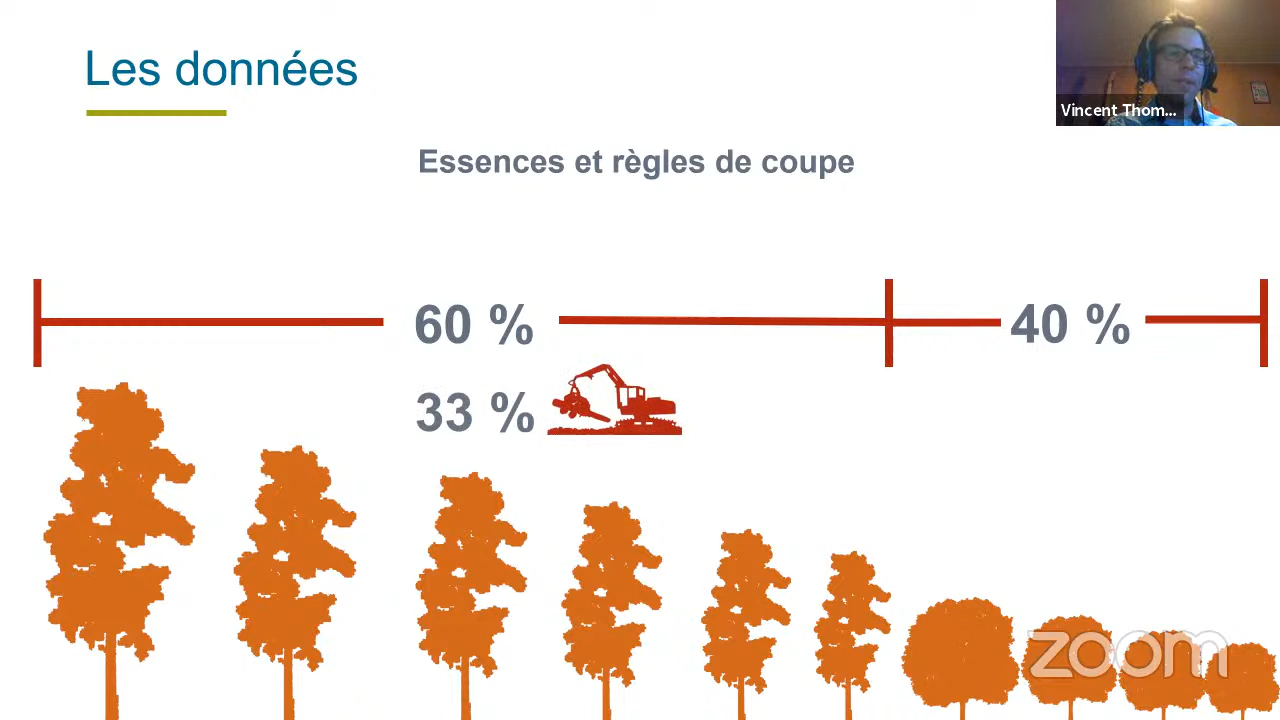 Les données
Vincent Thom...
Essences et règles de coupe
60 %
40 %
33 %
zoom